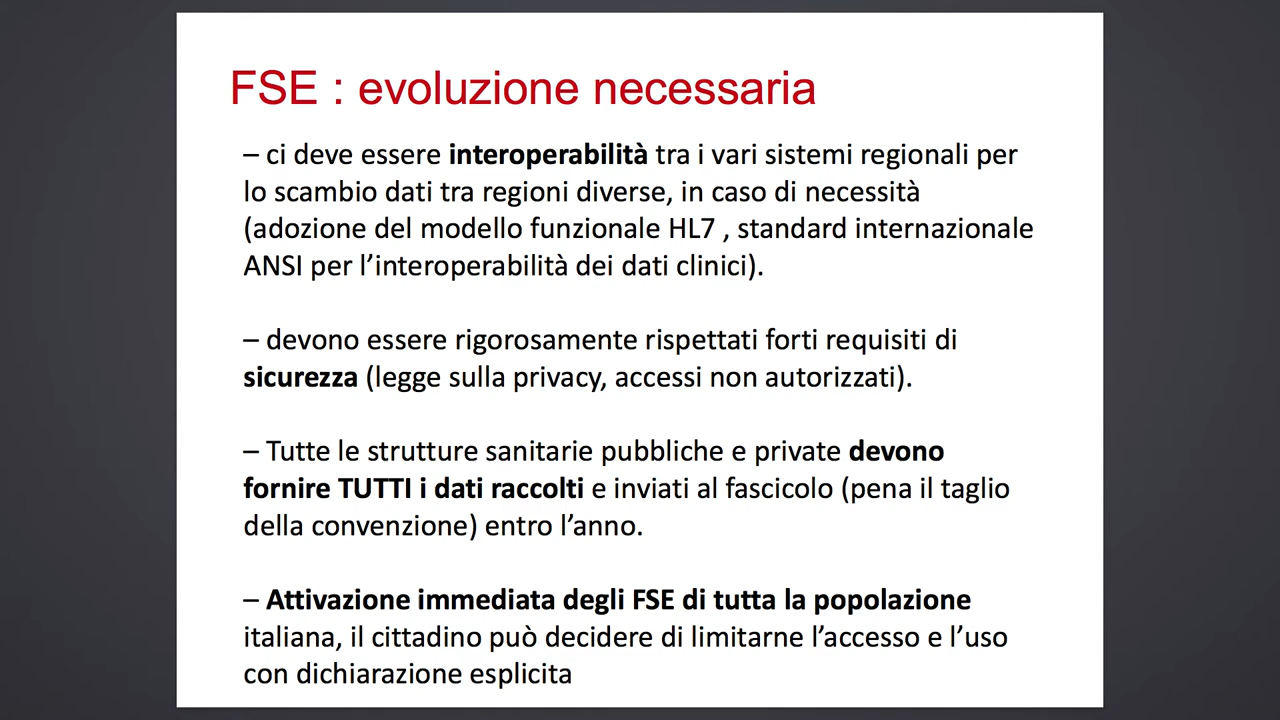 FSE : evoluzione necessaria
– ci deve essere interoperabilità tra i vari sistemi regionali per
lo scambio dati tra regioni diverse, in caso di necessità
(adozione del modello funzionale HL7 , standard internazionale
ANSI per l’interoperabilità dei dati clinici).
– devono essere rigorosamente rispettati forti requisiti di
sicurezza (legge sulla privacy, accessi non autorizzati).
– Tutte le strutture sanitarie pubbliche e private devono
fornire TUTTI i dati raccolti e inviati al fascicolo (pena il taglio
della convenzione) entro l’anno.
– Attivazione immediata degli FSE di tutta la popolazione
italiana, il cittadino può decidere di limitarne l’accesso e l’uso
con dichiarazione esplicita